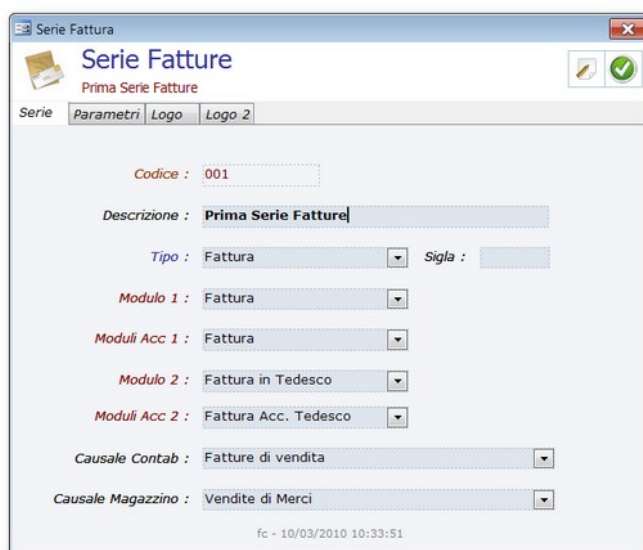 Serie Fattura
Serie Fatture
Prima Serie Fatture
Serie Parametri Logo Logo 2
Codice : 001
Descrizione : Prima Serie Fatture
Tipo : Fattura Sigla :
Modulo 1 : Fattura
Moduli Acc 1 : Fattura
Modulo 2 : Fattura in Tedesco
Moduli Acc 2 : Fattura Acc. Tedesco
Causale Contab : Fatture di vendita
Causale Magazzino : Vendite di Merci
fc - 10/03/2010 10:33:51